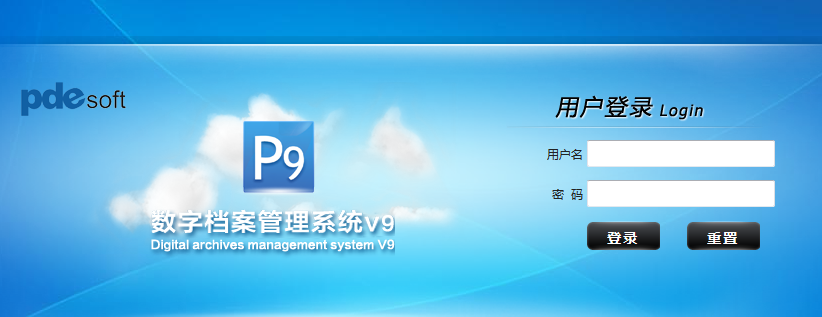 pdesoft
P9
数字档案管理系统v9
Digital archives management system V9
用户登录 Login
用户名
密 码
登录 重置